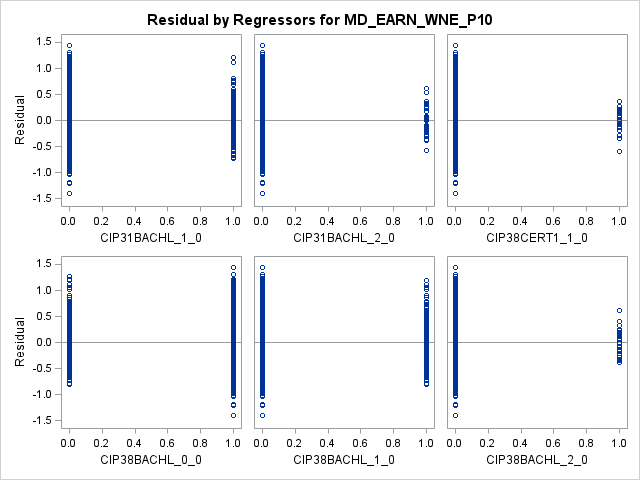 Residual by Regressors for MD_EARN_WNE_P10
Residual
1.5
1.0
0.5
0.0
-0.5
-1.0
-1.5
0.0 0.2 0.4 0.6 0.8 1.0
CIP31BACHL_1_0
0.0 0.2 0.4 0.6 0.8 1.0
CIP31BACHL_2_0
0.0 0.2 0.4 0.6 0.8 1.0
CIP38CERT1_1_0
Residual
1.5
1.0
0.5
0.0
-0.5
-1.0
-1.5
0.0 0.2 0.4 0.6 0.8 1.0
CIP38BACHL_0_0
0.0 0.2 0.4 0.6 0.8 1.0
CIP38BACHL_1_0
0.0 0.2 0.4 0.6 0.8 1.0
CIP38BACHL_2_0